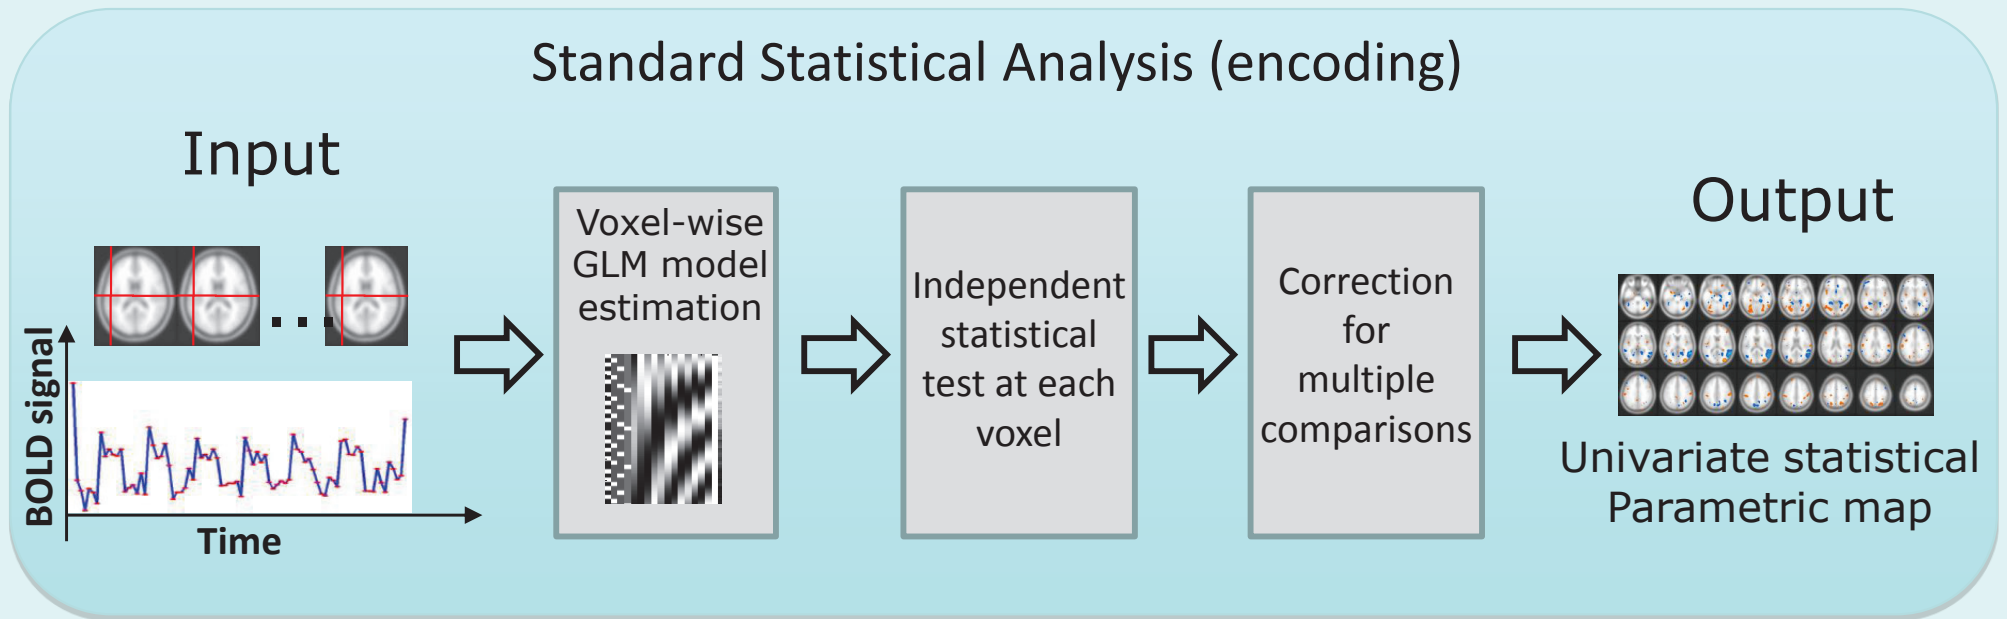 Standard Statistical Analysis (encoding)
Input
BOLD signal
Time
Voxel-wise
GLM model
estimation
Independent
statistical
test at each
voxel
Correction
for
multiple
comparisons
Output
Univariate statistical
Parametric map